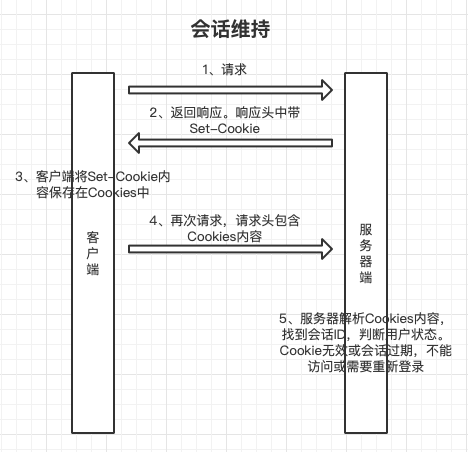 会话维持
1、请求
2、返回响应。响应头中带
Set-Cookie
3、客户端将Set-Cookie内
容保存在Cookies中
4、再次请求，请求头包含
Cookies内容
客
户
端
服
务
器
端
5、服务器解析Cookies内容，
找到会话ID，判断用户状态。
Cookie无效或会话过期，不能
访问或需要重新登录